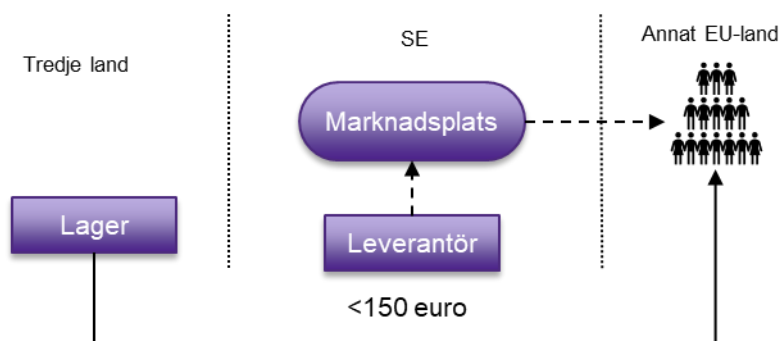 Tredje land
SE
Annat EU-land
Marknadsplats
Lager
Leverantör
<150 euro